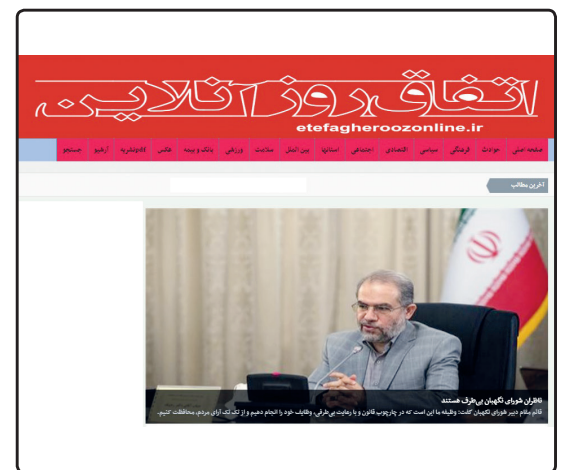 اتفاق روز آنلاین
etefagheroozonline.ir
صفحه اصلی حوادث فرهنگی سیاسی اقتصادی اجتماعی استانها بین الملل سلامت ورزشی بانک و بیمه عکس pdfنشریه آرشیو جستجو
آخرین مطالب
ناظران شورای نگهبان بی‌طرف هستند
قائم مقام دبیر شورای نگهبان گفت: وظیفه ما این است که در چارچوب قانون و با رعایت بی‌طرفی، وظایف خود را انجام دهیم و از تک تک آرای مردم، محافظت کنیم.